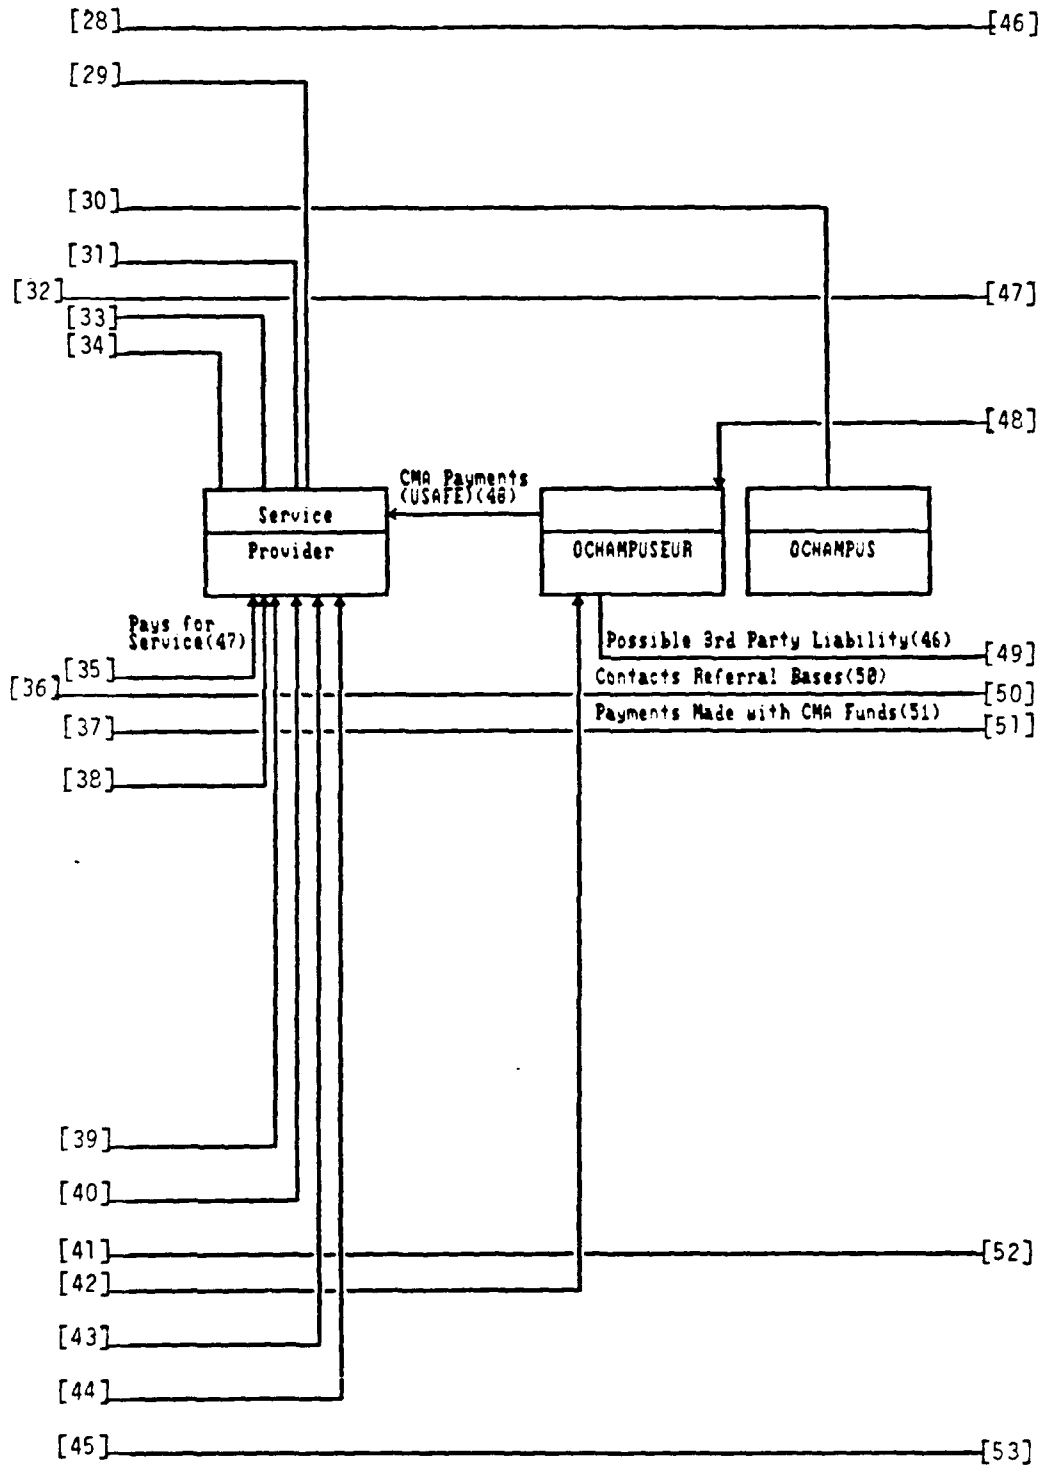 [28] [46]
[29]
[30]
[31]
[32] [47]
[33]
[34]
[48]
CMA Payments
(USAFE)(48)
Service
Provider
OCHAMPUSEUR
OCHAMPUS
Pays for
Service(47)
Possible 3rd Party Liability(46)
[35] [49]
Contacts Referral Bases(50)
[36] [50]
Payments Made with CMA Funds(51)
[37] [51]
[38]
[39]
[40]
[41] [52]
[42]
[43]
[44]
[45] [53]